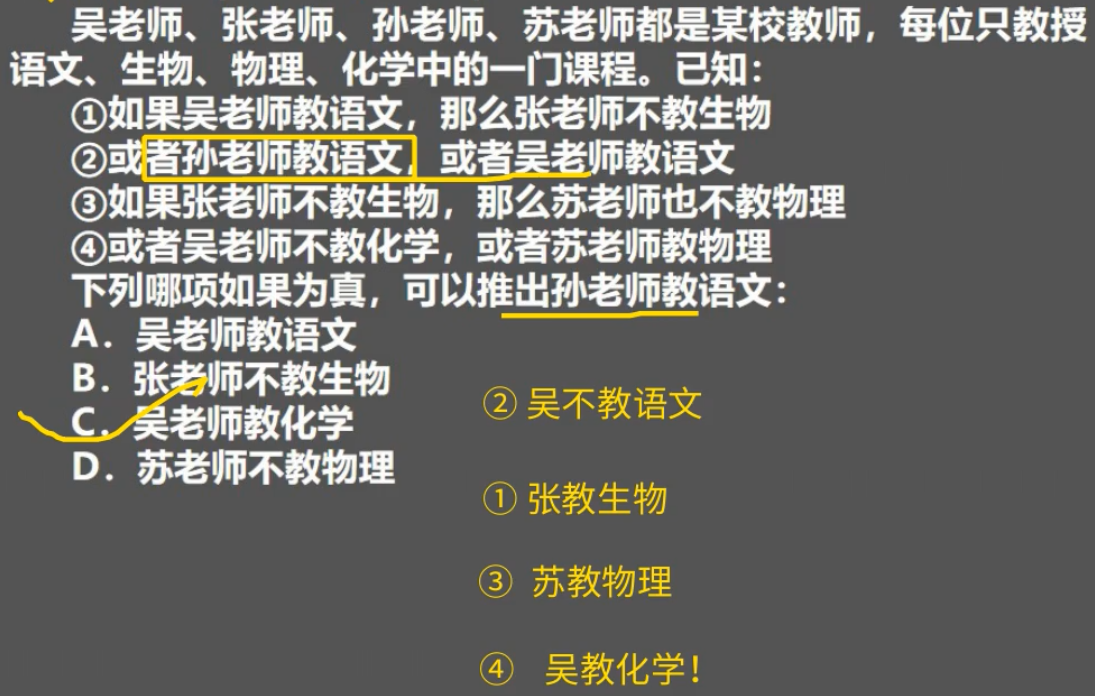 吴老师、张老师、孙老师、苏老师都是某校教师，每位只教授
语文、生物、物理、化学中的一门课程。已知：
①如果吴老师教语文，那么张老师不教生物
②或者孙老师教语文，或者吴老师教语文
③如果张老师不教生物，那么苏老师也不教物理
④或者吴老师不教化学，或者苏老师教物理
下列哪项如果为真，可以推出孙老师教语文：
A．吴老师教语文
B．张老师不教生物
C．吴老师教化学
D．苏老师不教物理
② 吴不教语文
① 张教生物
③ 苏教物理
④ 吴教化学！